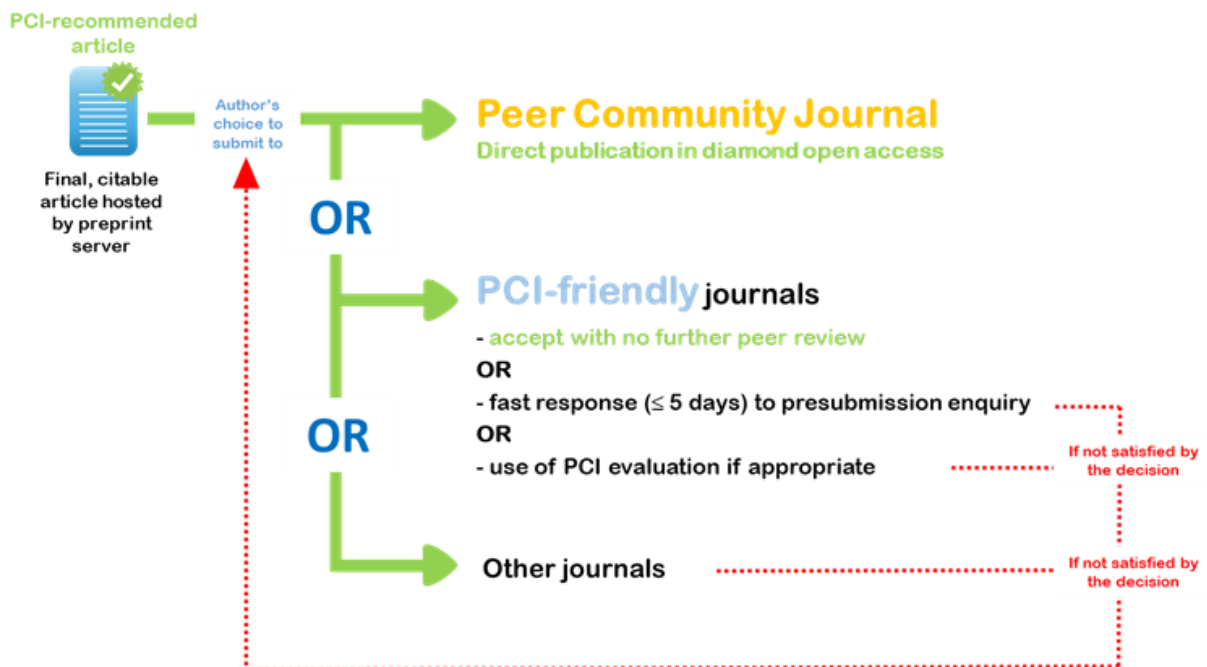 PCI-recommended
article
Final, citable
article hosted
by preprint
server
Author's
choice to
submit to
Peer Community Journal
Direct publication in diamond open access
OR
PCI-friendly journals
- accept with no further peer review
OR
- fast response (≤ 5 days) to presubmission enquiry
OR
- use of PCI evaluation if appropriate
If not satisfied by
the decision
OR
Other journals
If not satisfied by
the decision